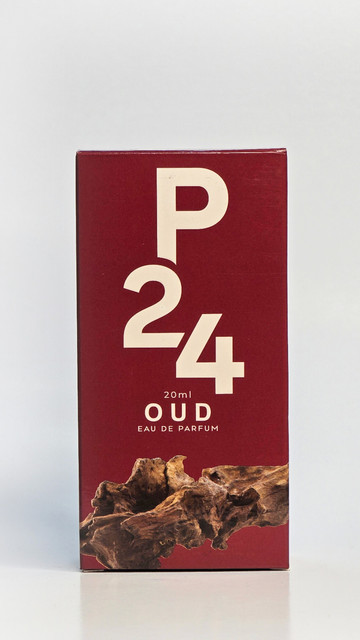 P
24
20ml
OUD
EAU DE PARFUM